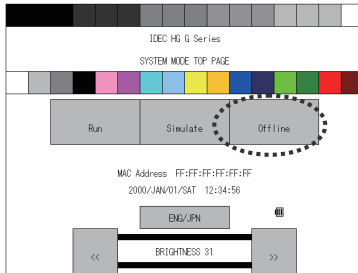 IDEC HG G Series
SYSTEM MODE TOP PAGE
Run Simulate Offline
MAC Address FF:FF:FF:FF:FF:FF
2000/JAN/01/SAT 12:34:56
ENG/JPN
<< BRIGHTNESS 31 >>